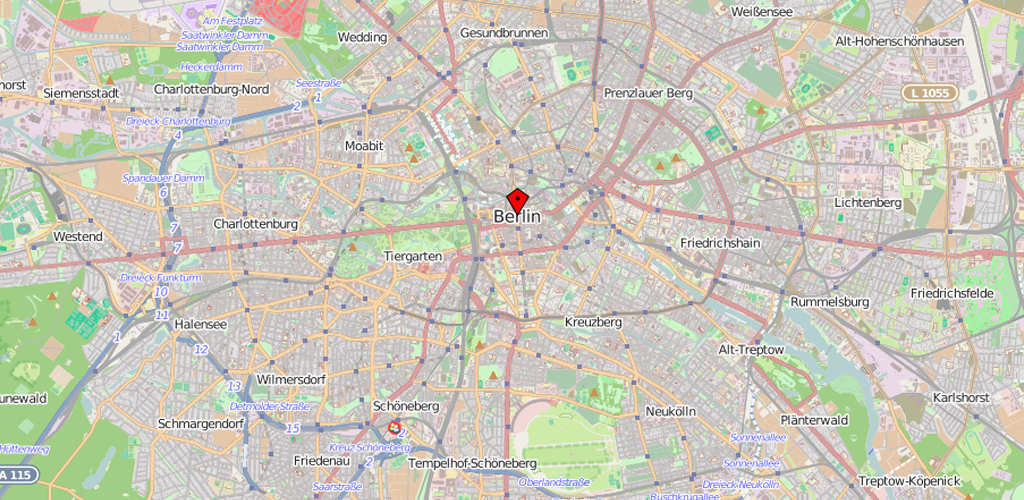 Weißensee
Am Festplatz
Saatwinkler Damm
Saatwinkler Damm
Wedding
Gesundbrunnen
Alt-Hohenschönhausen
Heckerdamm
horst
Siemensstadt
Charlottenburg-Nord
Seestraße
1
2
Prenzlauer Berg
L 1055
Dreieck Charlottenburg
4
Moabit
Spandauer Damm
6
Lichtenberg
Berlin
Charlottenburg
7
7
Westend
Tiergarten
Friedrichshain
Dreieck Funkturm
10
11
Friedrichsfelde
Rummelsburg
Halensee
Kreuzberg
1
12
Alt-Treptow
Wilmersdorf
13
unewald
Karlshorst
Detmolder Straße
Schöneberg
Neukölln
Schmargendorf
15
Plänterwald
2
Sonnenallee
Hüttenweg
Kreuz Schöneberg
Friedenau
2
Tempelhof-Schöneberg
Sonnenallee
A 115
Saarstraße
Oberlandstraße
Dreieck Neukölln
Treptow-Köpenick
Buschkrugallee